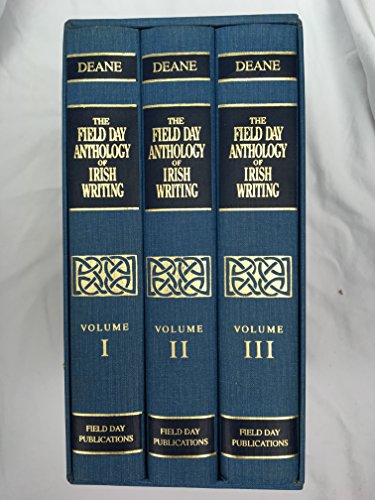 DEANE
THE
FIELD DAY
ANTHOLOGY
OF
IRISH
WRITING
VOLUME
I
FIELD DAY
PUBLICATIONS
DEANE
THE
FIELD DAY
ANTHOLOGY
OF
IRISH
WRITING
VOLUME
II
FIELD DAY
PUBLICATIONS
DEANE
THE
FIELD DAY
ANTHOLOGY
OF
IRISH
WRITING
VOLUME
III
FIELD DAY
PUBLICATIONS